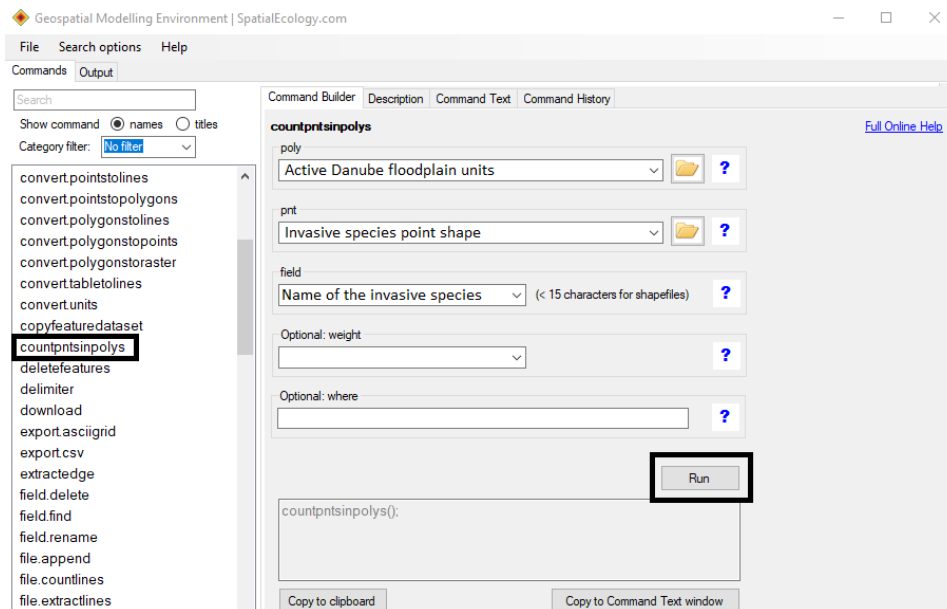 Geospatial Modelling Environment | SpatialEcology.com
File Search options Help
Commands Output
Search
Show command names titles
Category filter: No filter
convert.pointstolines
convert.pointstopolygons
convert.polygonstolines
convert.polygonstopoints
convert.polygonstoraster
convert.tabletolines
convert.units
copyfeaturedataset
countpntsinpolys
deletefeatures
delimiter
download
export.asciigrid
export.csv
extractedge
field.delete
field.find
field.rename
file.append
file.countlines
file.extractlines
Command Builder Description Command Text Command History
countpntsinpolys Full Online Help
poly
Active Danube floodplain units ?
pnt
Invasive species point shape ?
field
Name of the invasive species (< 15 characters for shapefiles) ?
Optional: weight
?
Optional: where
?
Run
countpntsinpolys();
Copy to clipboard Copy to Command Text window